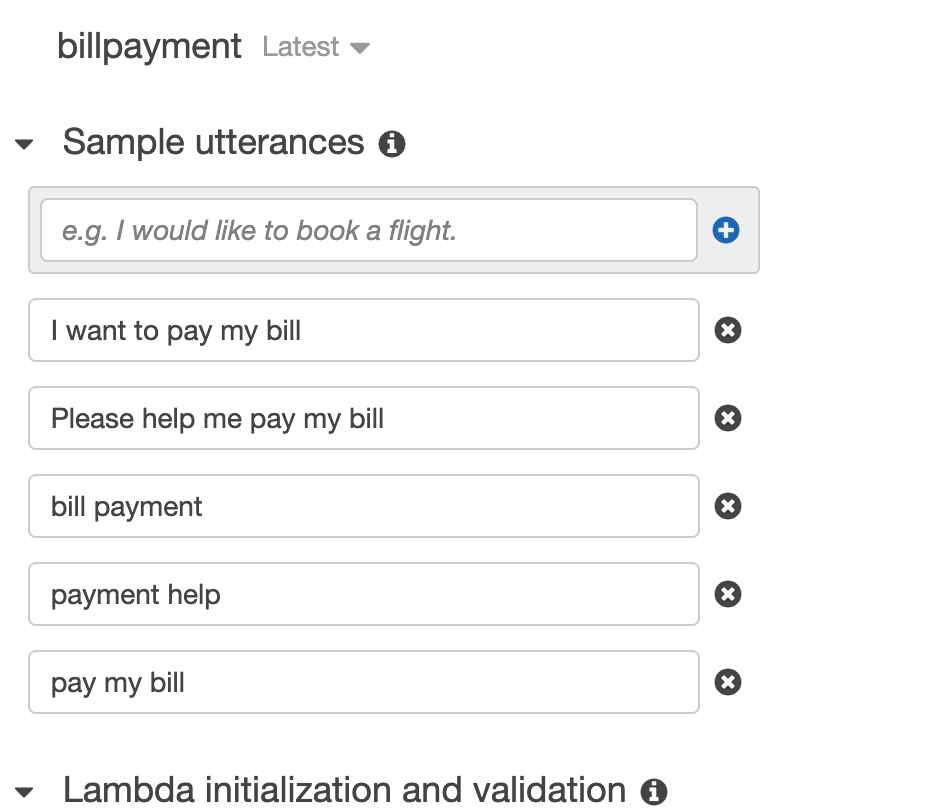 billpayment Latest
Sample utterances
e.g. I would like to book a flight.
I want to pay my bill
Please help me pay my bill
bill payment
payment help
pay my bill
Lambda initialization and validation